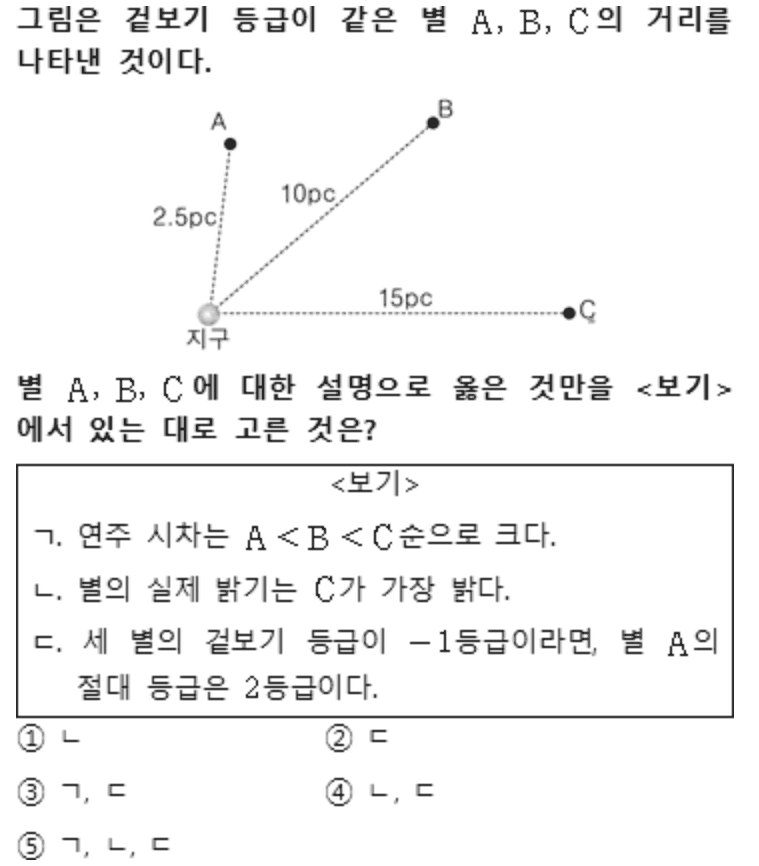 그림은 겉보기 등급이 같은 별 A, B, C의 거리를
나타낸 것이다.
A
B
10pc
2.5pc
15pc
C
지구
별 A, B, C에 대한 설명으로 옳은 것만을 <보기>
에서 있는 대로 고른 것은?
<보기>
ㄱ. 연주 시차는 A < B < C순으로 크다.
ㄴ. 별의 실제 밝기는 C가 가장 밝다.
ㄷ. 세 별의 겉보기 등급이 −1등급이라면, 별 A의
절대 등급은 2등급이다.
① ㄴ ② ㄷ
③ ㄱ, ㄷ ④ ㄴ, ㄷ
⑤ ㄱ, ㄴ, ㄷ